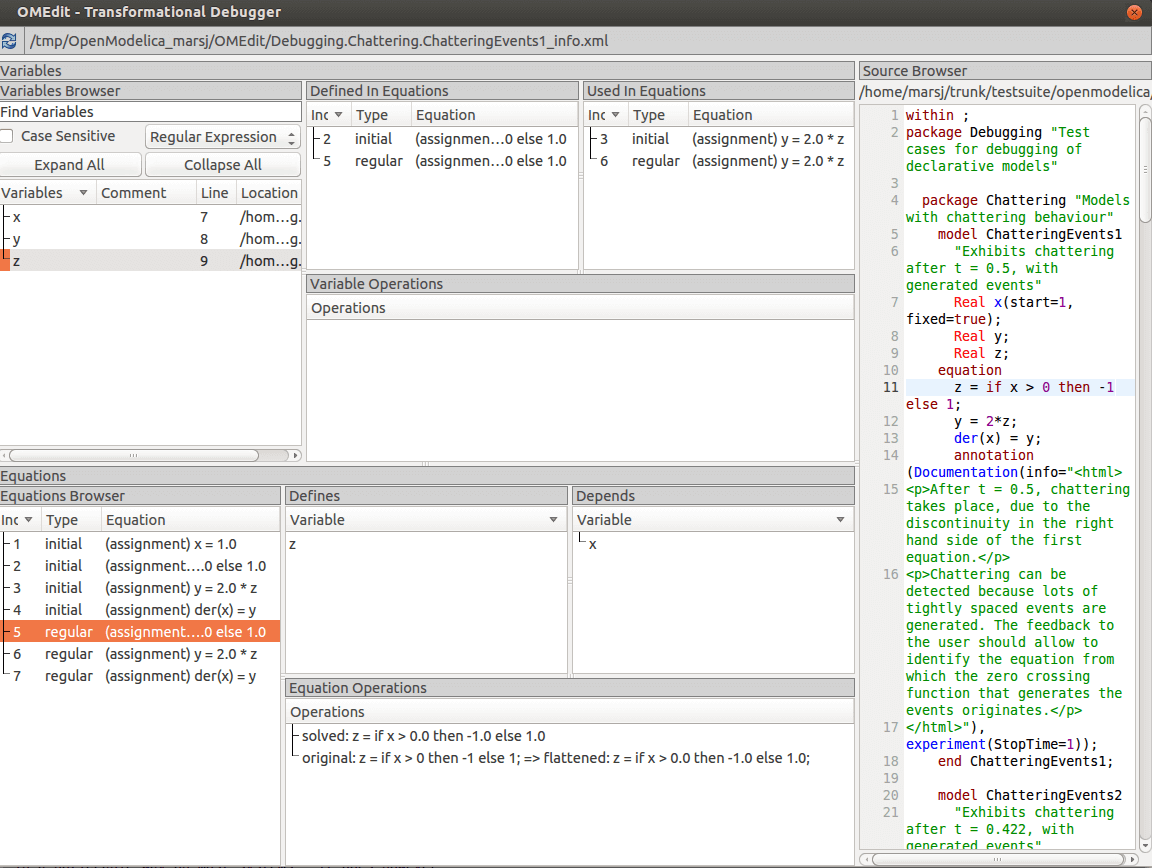 OMEdit - Transformational Debugger
/tmp/OpenModelica_marsj/OMEdit/Debugging.Chattering.ChatteringEvents1_info.xml
Variables
Variables Browser
Find Variables
Case Sensitive Regular Expression
Expand All Collapse All
Variables Comment Line Location
x 7 /hom...g.
y 8 /hom...g.
z 9 /hom...g.
Defined In Equations
Inc Type Equation
2 initial (assignmen...0 else 1.0
5 regular (assignmen...0 else 1.0
Used In Equations
Inc Type Equation
3 initial (assignment) y = 2.0 * z
6 regular (assignment) y = 2.0 * z
Variable Operations
Operations
Equations
Equations Browser
Inc Type Equation
1 initial (assignment) x = 1.0
2 initial (assignment....0 else 1.0
3 initial (assignment) y = 2.0 * z
4 initial (assignment) der(x) = y
5 regular (assignment....0 else 1.0
6 regular (assignment) y = 2.0 * z
7 regular (assignment) der(x) = y
Defines
Variable
z
Depends
Variable
x
Equation Operations
Operations
solved: z = if x > 0.0 then -1.0 else 1.0
original: z = if x > 0 then -1 else 1; => flattened: z = if x > 0.0 then -1.0 else 1.0;
Source Browser
/home/marsj/trunk/testsuite/openmodelica/
1 within ;
2 package Debugging "Test
cases for debugging of
declarative models"
3
4 package Chattering "Models
with chattering behaviour"
5 model ChatteringEvents1
6 "Exhibits chattering
after t = 0.5, with
generated events"
7 Real x(start=1,
fixed=true);
8 Real y;
9 Real z;
10 equation
11 z = if x > 0 then -1
else 1;
12 y = 2*z;
13 der(x) = y;
14 annotation
(Documentation(info="<html>
15 <p>After t = 0.5, chattering
takes place, due to the
discontinuity in the right
hand side of the first
equation.</p>
16 <p>Chattering can be
detected because lots of
tightly spaced events are
generated. The feedback to
the user should allow to
identify the equation from
which the zero crossing
function that generates the
events originates.</p>
17 </html>"),
experiment(StopTime=1));
18 end ChatteringEvents1;
19
20 model ChatteringEvents2
21 "Exhibits chattering
after t = 0.422, with
generated events"